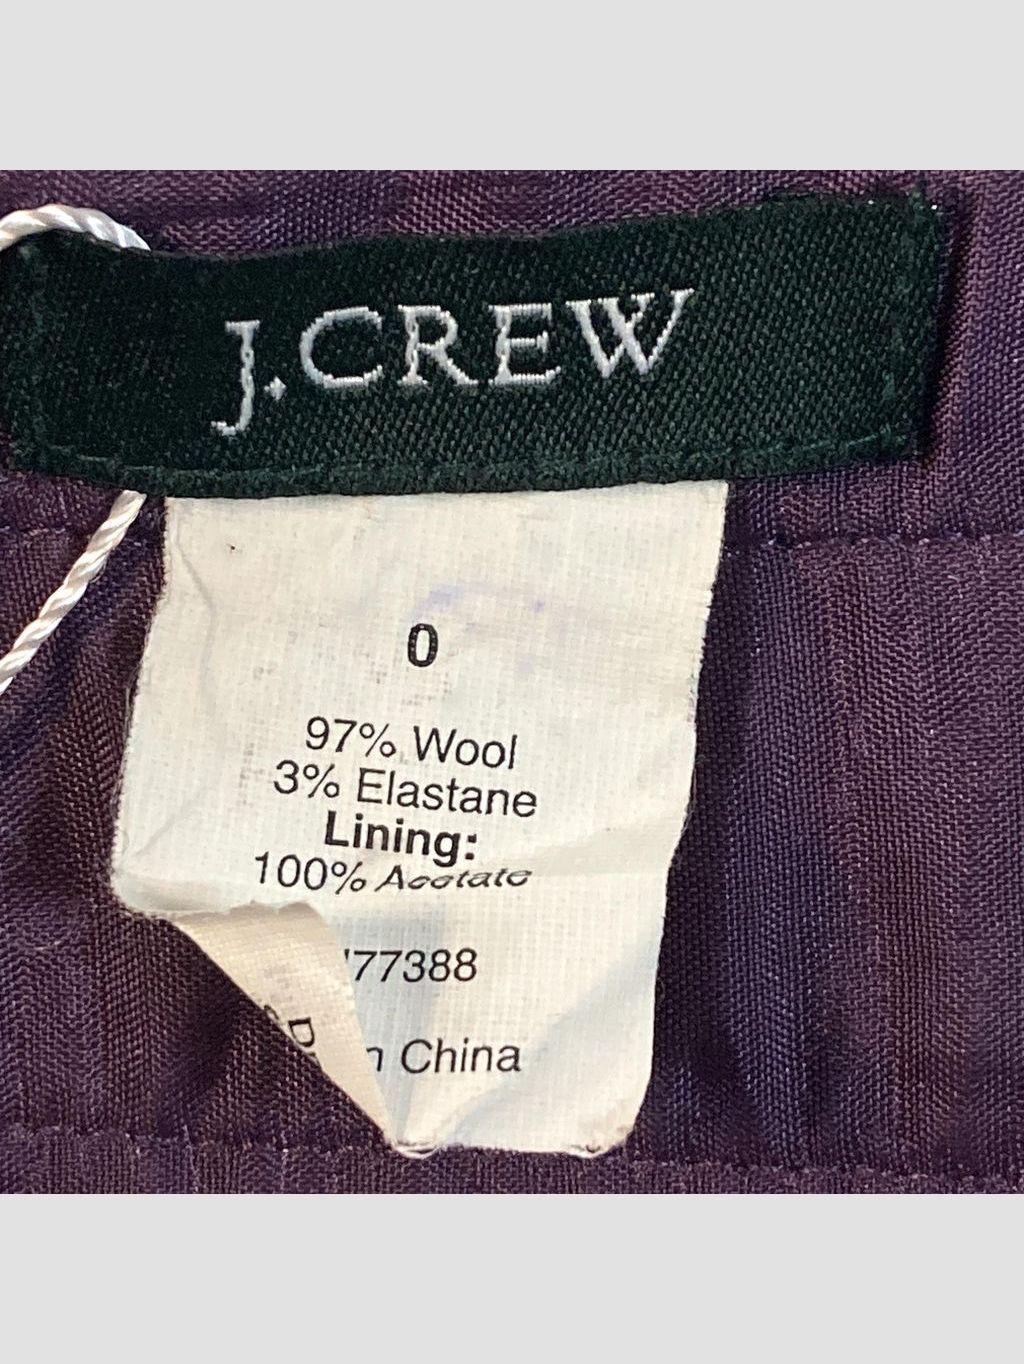 J.CREW
0
97% Wool
3% Elastane
Lining:
100% Acetate
77388
China